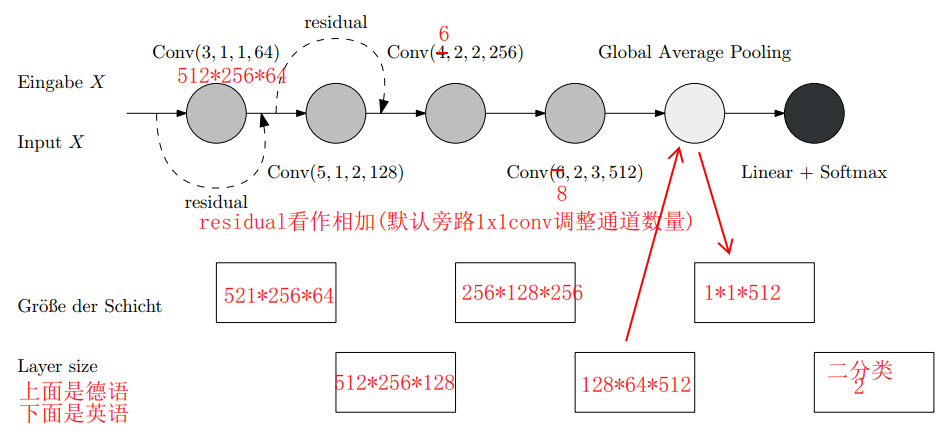 residual
6
Conv(3, 1, 1, 64)
Conv(4, 2, 2, 256)
Global Average Pooling
512*256*64
Eingabe X
Input X
Conv(5, 1, 2, 128)
Conv(6, 2, 3, 512)
Linear + Softmax
8
residual
residual看作相加(默认旁路1x1conv调整通道数量)
521*256*64
256*128*256
1*1*512
Größe der Schicht
Layer size
512*256*128
128*64*512
二分类
2
上面是德语
下面是英语